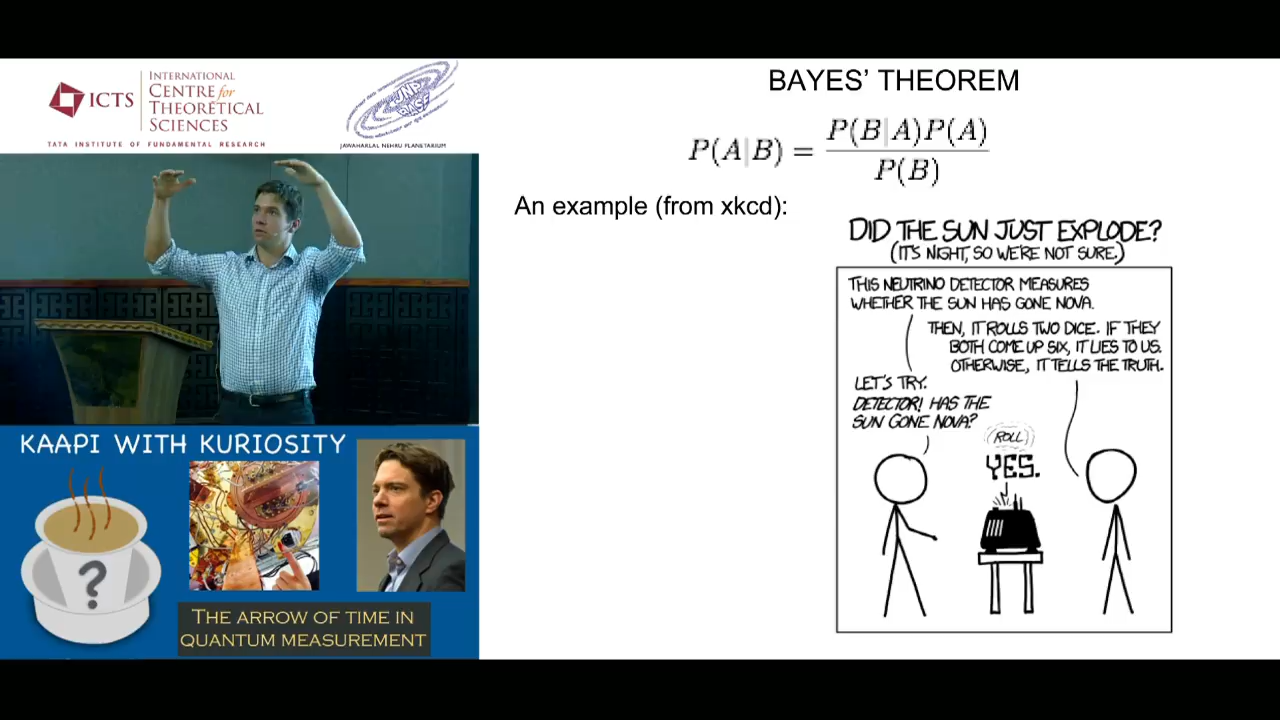 ICTS
INTERNATIONAL
CENTRE for
THEORETICAL
SCIENCES
TATA INSTITUTE OF FUNDAMENTAL RESEARCH
JNP
BASE
JAWAHARLAL NEHRU PLANETARIUM
KAAPI WITH KURIOSITY
?
THE ARROW OF TIME IN
QUANTUM MEASUREMENT
BAYES' THEOREM
P(A|B) = P(B|A)P(A) / P(B)
An example (from xkcd):
DID THE SUN JUST EXPLODE?
(IT'S NIGHT, SO WE'RE NOT SURE.)
THIS NEUTRINO DETECTOR MEASURES
WHETHER THE SUN HAS GONE NOVA.
THEN, IT ROLLS TWO DICE. IF THEY
BOTH COME UP SIX, IT LIES TO US.
OTHERWISE, IT TELLS THE TRUTH.
LET'S TRY.
DETECTOR! HAS THE
SUN GONE NOVA?
ROLL
YES.